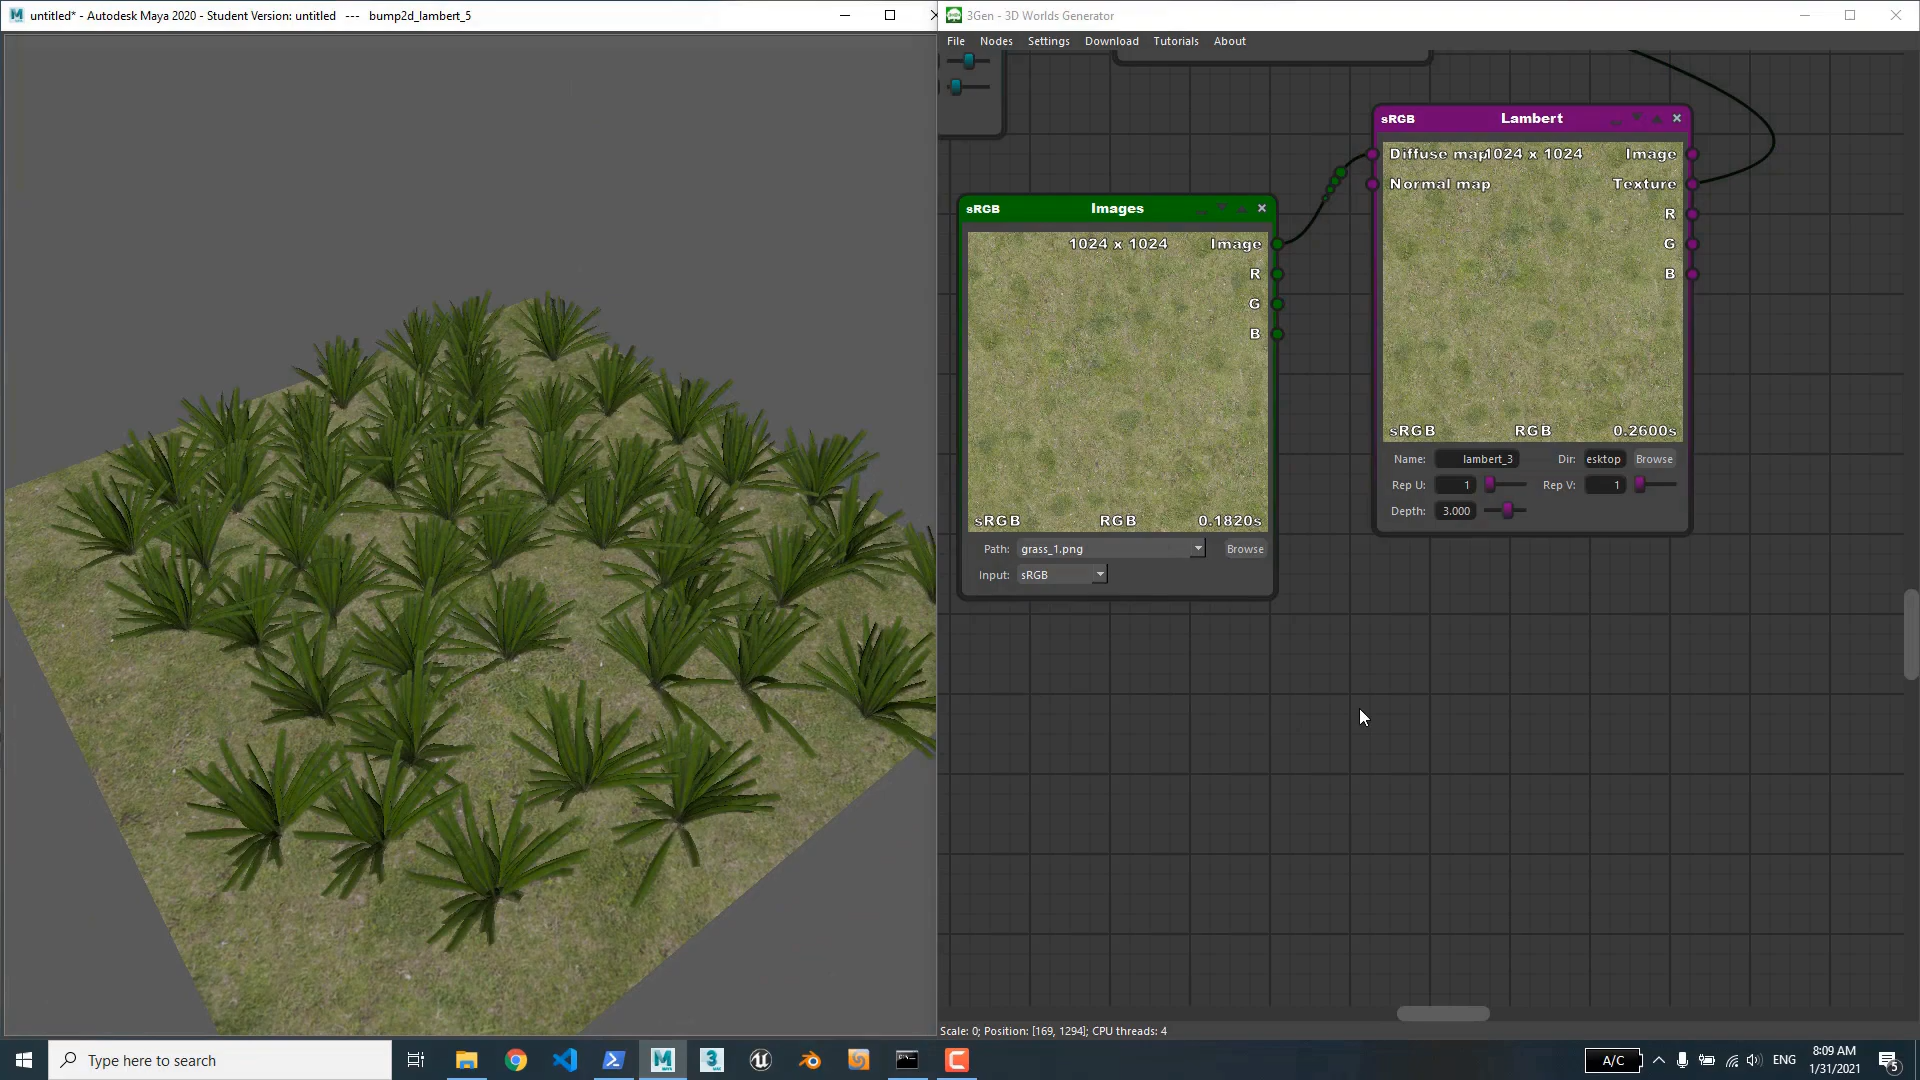 untitled* - Autodesk Maya 2020 - Student Version: untitled --- bump2d_lambert_5
3Gen - 3D Worlds Generator
File Nodes Settings Download Tutorials About
sRGB Lambert
Diffuse map 1024 x 1024 Image
Normal map Texture
R
G
B
sRGB RGB 0.2600s
Name: lambert_3 Dir: esktop Browse
Rep U: 1 Rep V: 1
Depth: 3.000
sRGB Images
1024 x 1024 Image
R
G
B
sRGB RGB 0.1820s
Path: grass_1.png Browse
Input: sRGB
Scale: 0; Position: [169, 1294]; CPU threads: 4
Type here to search
A/C
ENG
8:09 AM
1/31/2021
5